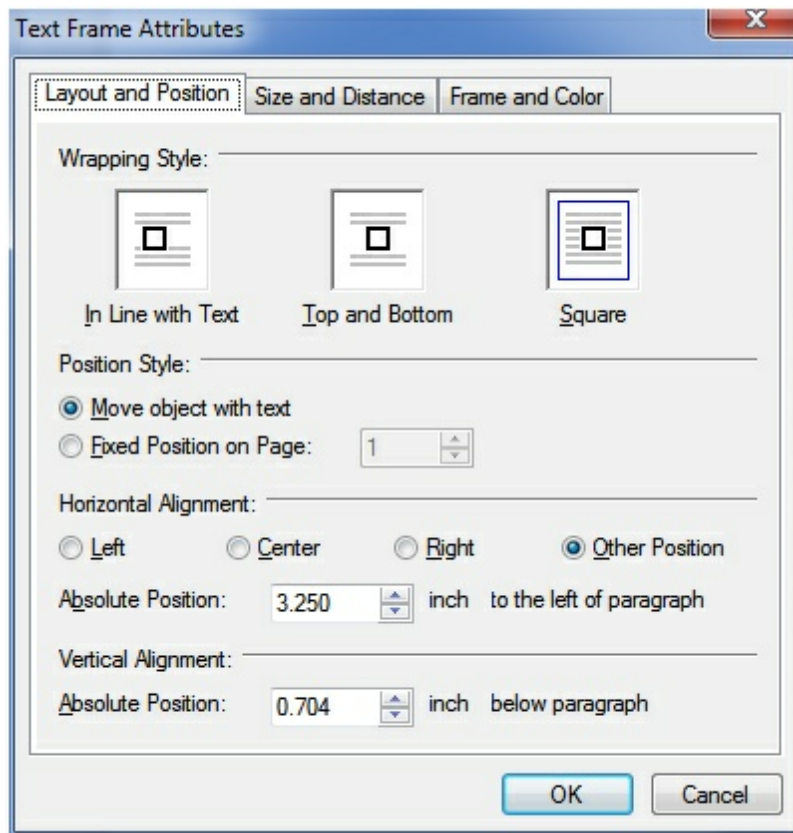 Text Frame Attributes
Layout and Position Size and Distance Frame and Color
Wrapping Style:
In Line with Text Top and Bottom Square
Position Style:
Move object with text
Fixed Position on Page: 1
Horizontal Alignment:
Left Center Right Other Position
Absolute Position: 3.250 inch to the left of paragraph
Vertical Alignment:
Absolute Position: 0.704 inch below paragraph
OK Cancel